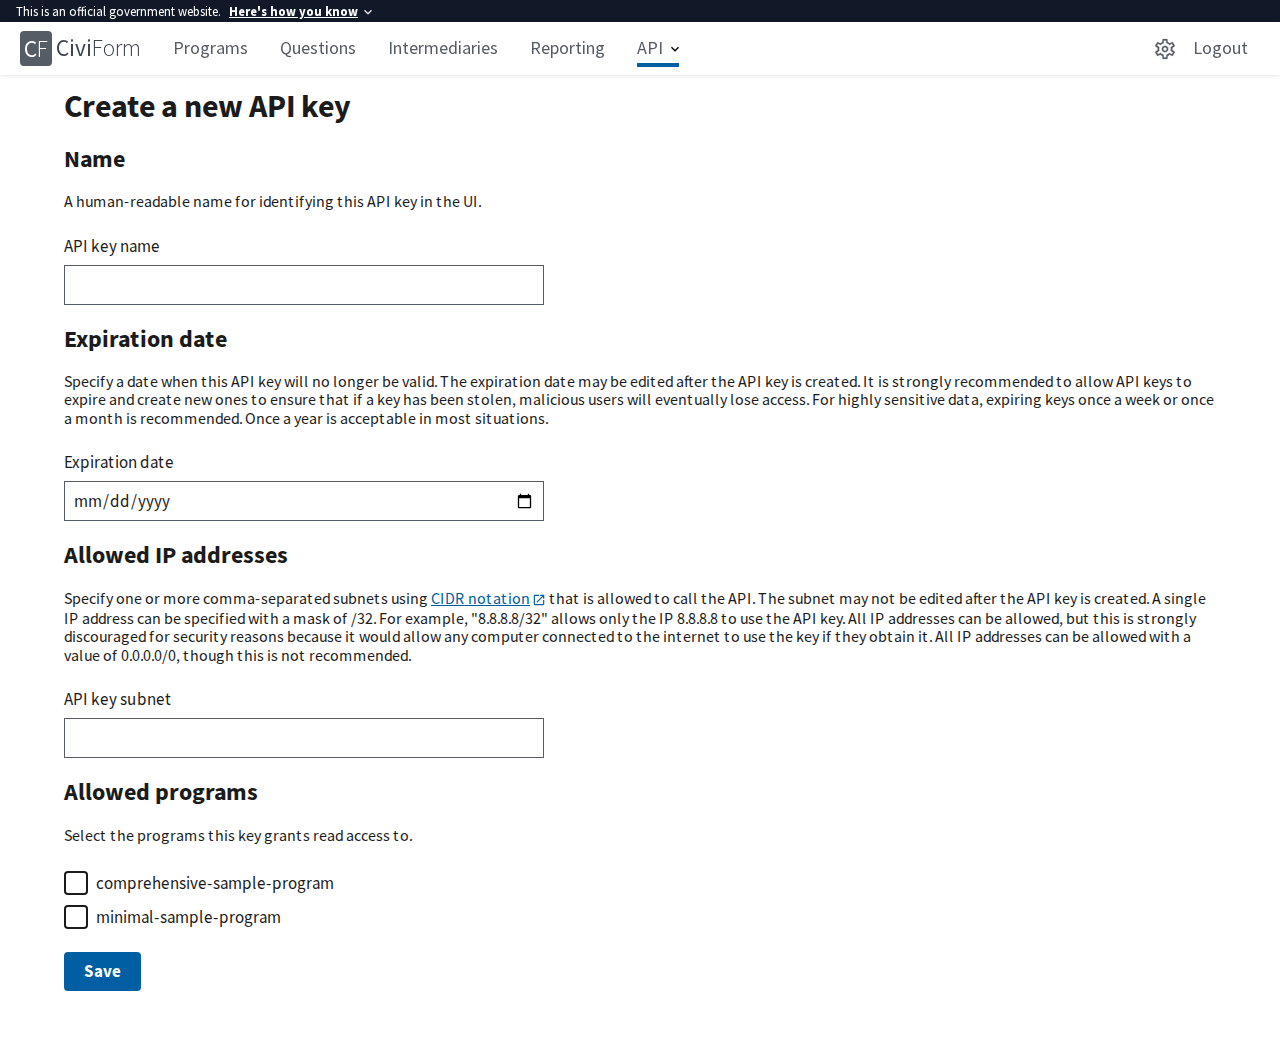 This is an official government website. Here's how you know
CF CiviForm Programs Questions Intermediaries Reporting API Logout
Create a new API key
Name
A human-readable name for identifying this API key in the UI.
API key name
Expiration date
Specify a date when this API key will no longer be valid. The expiration date may be edited after the API key is created. It is strongly recommended to allow API keys to
expire and create new ones to ensure that if a key has been stolen, malicious users will eventually lose access. For highly sensitive data, expiring keys once a week or once
a month is recommended. Once a year is acceptable in most situations.
Expiration date
mm/dd/yyyy
Allowed IP addresses
Specify one or more comma-separated subnets using CIDR notation that is allowed to call the API. The subnet may not be edited after the API key is created. A single
IP address can be specified with a mask of /32. For example, "8.8.8.8/32" allows only the IP 8.8.8.8 to use the API key. All IP addresses can be allowed, but this is strongly
discouraged for security reasons because it would allow any computer connected to the internet to use the key if they obtain it. All IP addresses can be allowed with a
value of 0.0.0.0/0, though this is not recommended.
API key subnet
Allowed programs
Select the programs this key grants read access to.
comprehensive-sample-program
minimal-sample-program
Save